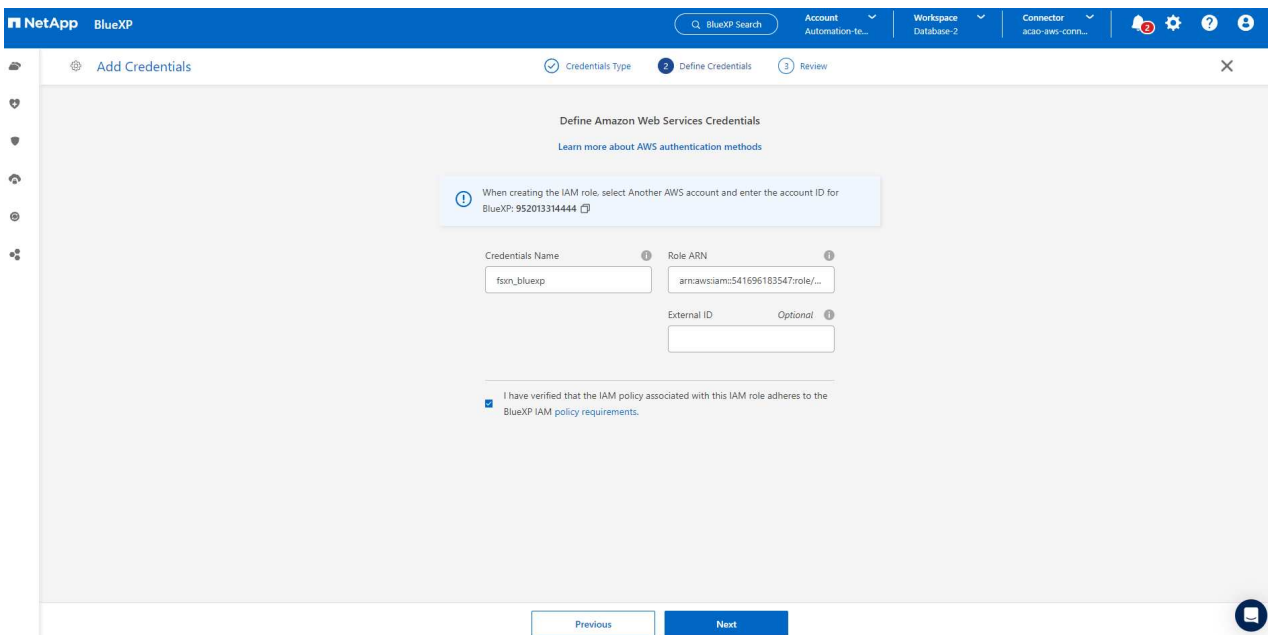 NetApp BlueXP
BlueXP Search
Account
Automation-te...
Workspace
Database-2
Connector
acao-aws-conn...
2
Add Credentials
Credentials Type
2 Define Credentials
3 Review
Define Amazon Web Services Credentials
Learn more about AWS authentication methods
When creating the IAM role, select Another AWS account and enter the account ID for
BlueXP: 952013314444
Credentials Name
Role ARN
fsxn_bluexp
arn:aws:iam::541696183547:role/...
External ID
Optional
I have verified that the IAM policy associated with this IAM role adheres to the
BlueXP IAM policy requirements.
Previous
Next